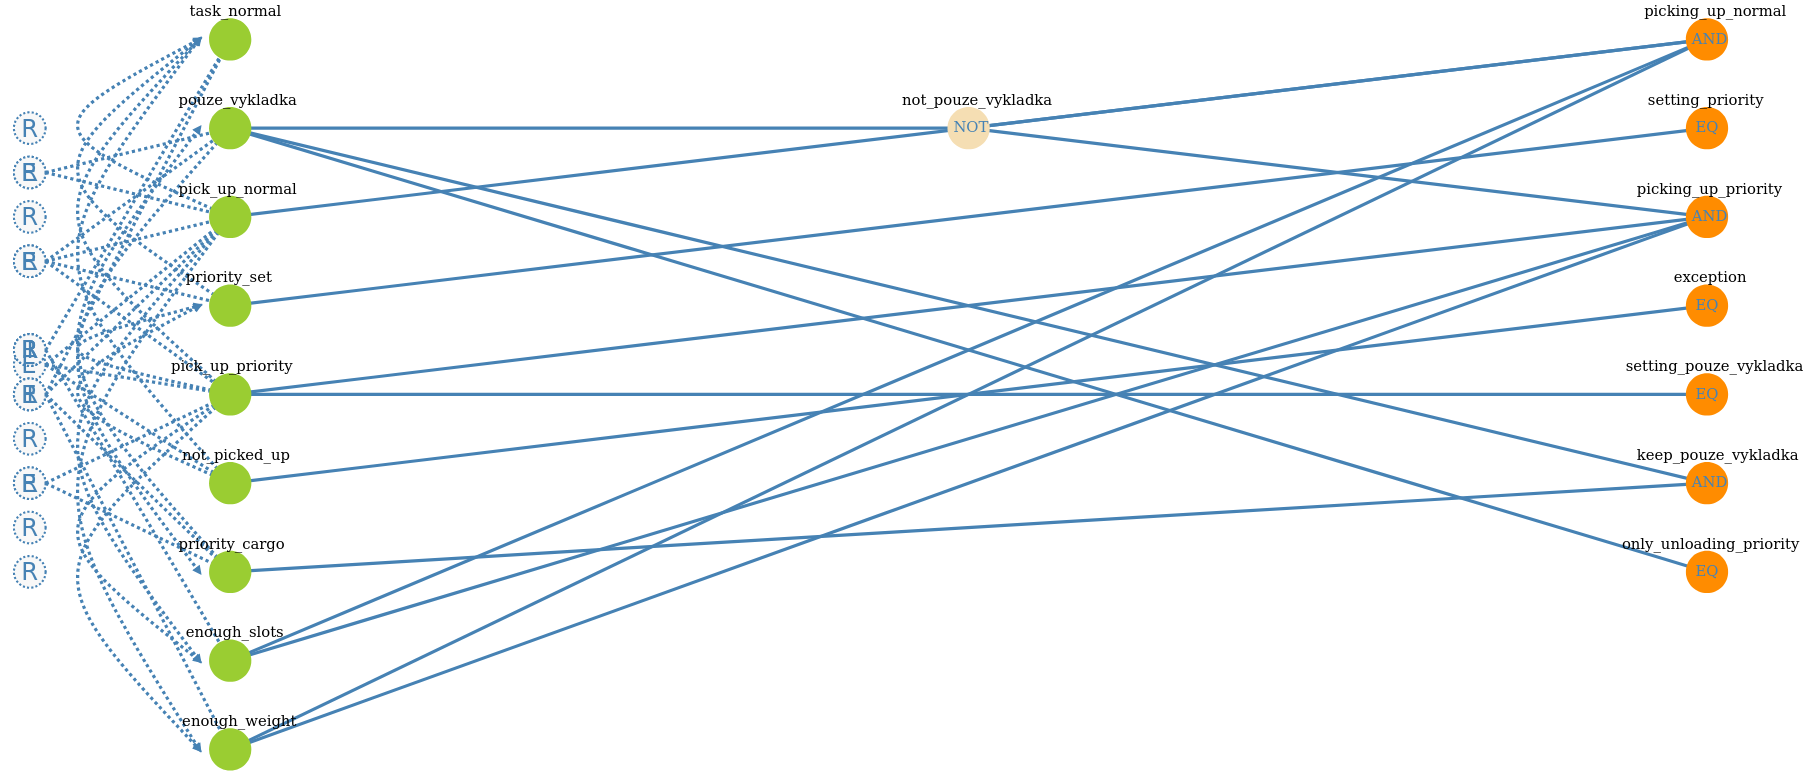 task_normal
picking_up_normal
AND
pouze_vykladka
not_pouze_vykladka
setting_priority
R
NOT
EQ
R
pick_up_normal
picking_up_priority
R
AND
R
priority_set
exception
EQ
R
E
pick_up_priority
setting_pouze_vykladka
EQ
R
not_picked_up
keep_pouze_vykladka
R
AND
R
priority_cargo
only_unloading_priority
R
EQ
enough_slots
enough_weight